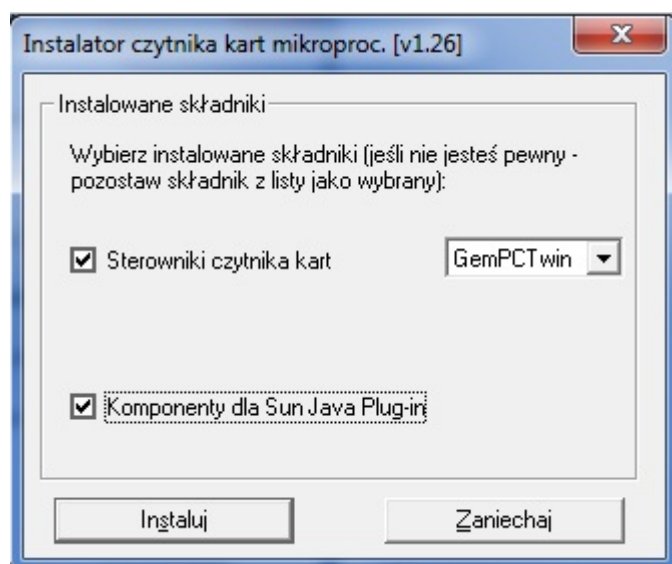 Instalator czytnika kart mikroproc. [v1.26]
Instalowane składniki
Wybierz instalowane składniki (jeśli nie jesteś pewny -
pozostaw składnik z listy jako wybrany):
Sterowniki czytnika kart GemPCTwin
Komponenty dla Sun Java Plug-in
Instaluj Zaniechaj